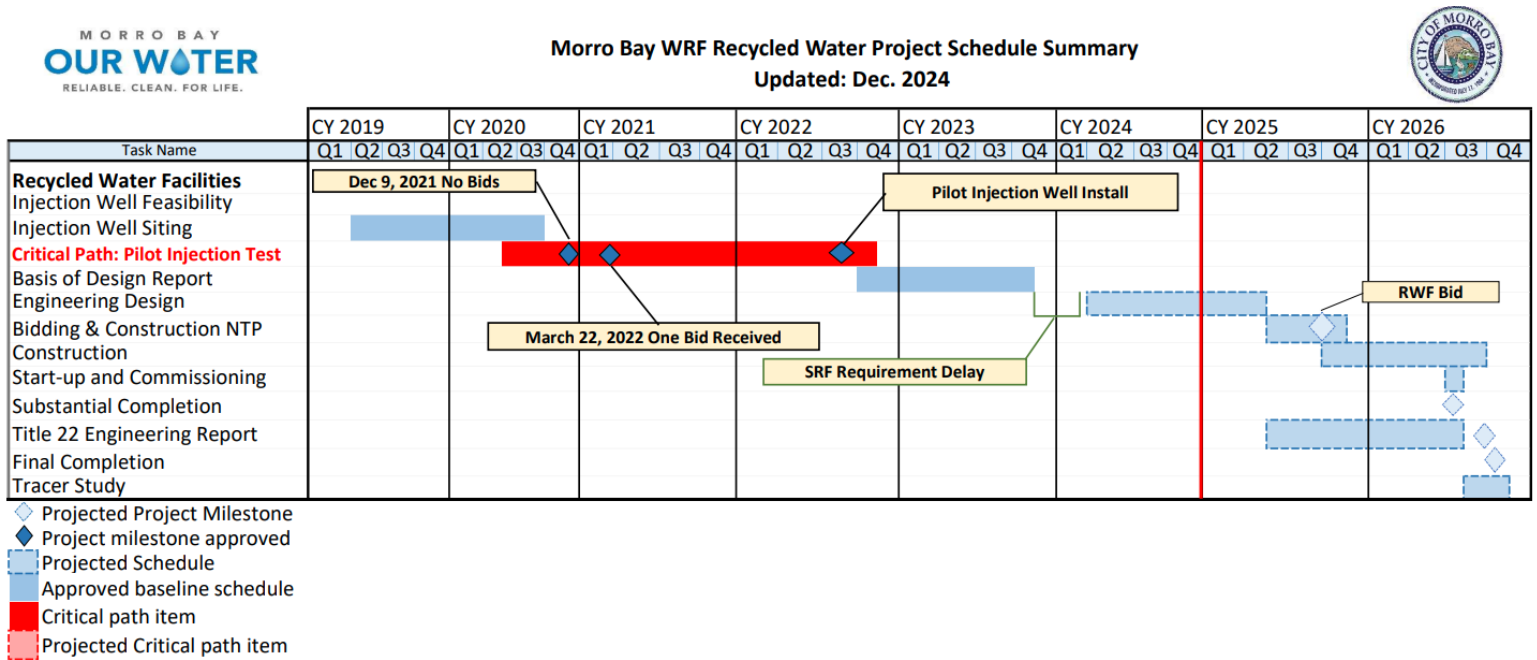 MORRO BAY
OUR WATER
RELIABLE. CLEAN. FOR LIFE.
Morro Bay WRF Recycled Water Project Schedule Summary
Updated: Dec. 2024
CITY OF MORRO BAY
CY 2019 CY 2020 CY 2021 CY 2022 CY 2023 CY 2024 CY 2025 CY 2026
Task Name Q1 Q2 Q3 Q4 Q1 Q2 Q3 Q4 Q1 Q2 Q3 Q4 Q1 Q2 Q3 Q4 Q1 Q2 Q3 Q4 Q1 Q2 Q3 Q4 Q1 Q2 Q3 Q4 Q1 Q2 Q3 Q4
Recycled Water Facilities
Dec 9, 2021 No Bids
Pilot Injection Well Install
Injection Well Feasibility
Injection Well Siting
Critical Path: Pilot Injection Test
Basis of Design Report
RWF Bid
Engineering Design
Bidding & Construction NTP
March 22, 2022 One Bid Received
Construction
SRF Requirement Delay
Start-up and Commissioning
Substantial Completion
Title 22 Engineering Report
Final Completion
Tracer Study
Projected Project Milestone
Project milestone approved
Projected Schedule
Approved baseline schedule
Critical path item
Projected Critical path item